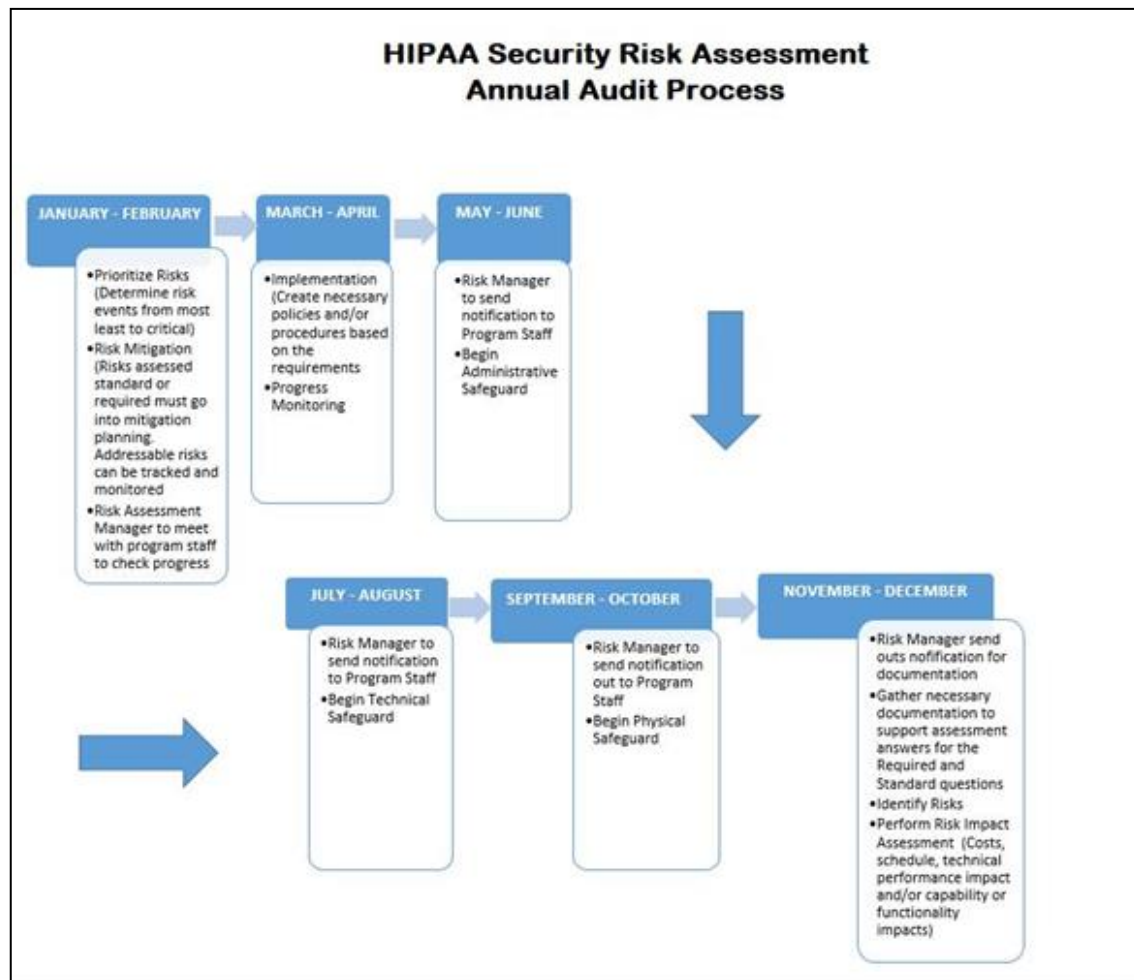 HIPAA Security Risk Assessment
Annual Audit Process
JANUARY - FEBRUARY
•Prioritize Risks
(Determine risk
events from most
least to critical)
•Risk Mitigation
(Risks assessed
standard or
required must go
into mitigation
planning.
Addressable risks
can be tracked and
monitored
•Risk Assessment
Manager to meet
with program staff
to check progress
MARCH - APRIL
•Implementation
(Create necessary
policies and/or
procedures based
on the
requirements
•Progress
Monitoring
MAY - JUNE
•Risk Manager
to send
notification to
Program Staff
•Begin
Administrative
Safeguard
JULY - AUGUST
•Risk Manager to
send notification
to Program Staff
•Begin Technical
Safeguard
SEPTEMBER - OCTOBER
•Risk Manager to
send notification
out to Program
Staff
•Begin Physical
Safeguard
NOVEMBER - DECEMBER
•Risk Manager send
outs nofification for
documentation
•Gather necessary
documentation to
support assessment
answers for the
Required and
Standard questions
•Identify Risks
•Perform Risk Impact
Assessment (Costs,
schedule, technical
performance impact
and/or capability or
functionality
impacts)